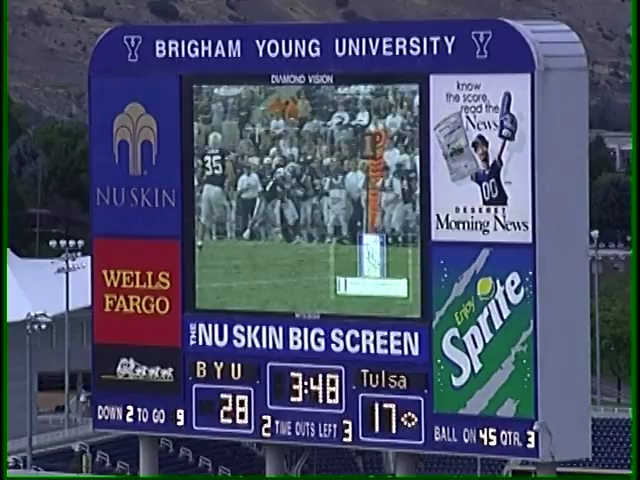 BRIGHAM YOUNG UNIVERSITY
DIAMOND VISION
NU SKIN
35
P
know
the score,
read the
News
00
DESERET
Morning News
WELLS
FARGO
Enjoy
Sprite
THE NU SKIN BIG SCREEN
BYU 3:48 Tulsa
28 17
DOWN 2 TO GO 9
2 TIME OUTS LEFT 3
BALL ON 45 QTR. 3